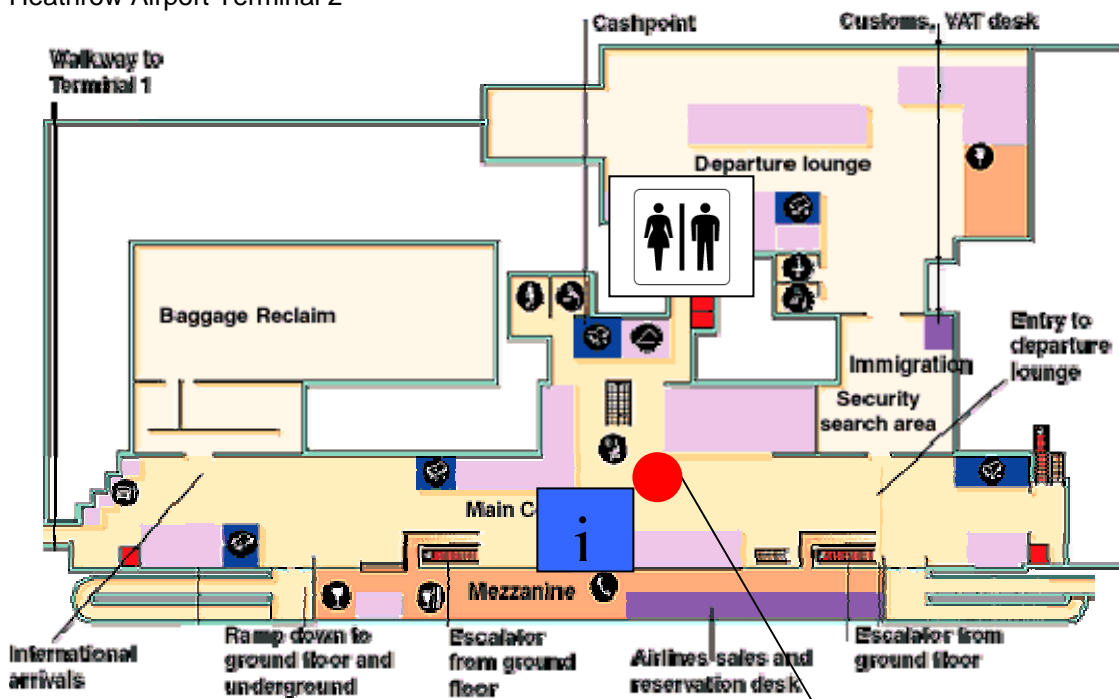 Heathrow Airport Terminal 2
Cashpoint
Customs, VAT desk
Walkway to
Terminal 1
Departure lounge
Baggage Reclaim
Entry to
departure
lounge
Immigration
Security
search area
Main C
i
Mezzanine
International
arrivals
Ramp down to
ground floor and
underground
Escalator
from ground
floor
Airlines sales and
reservation desk
Escalator from
ground floor